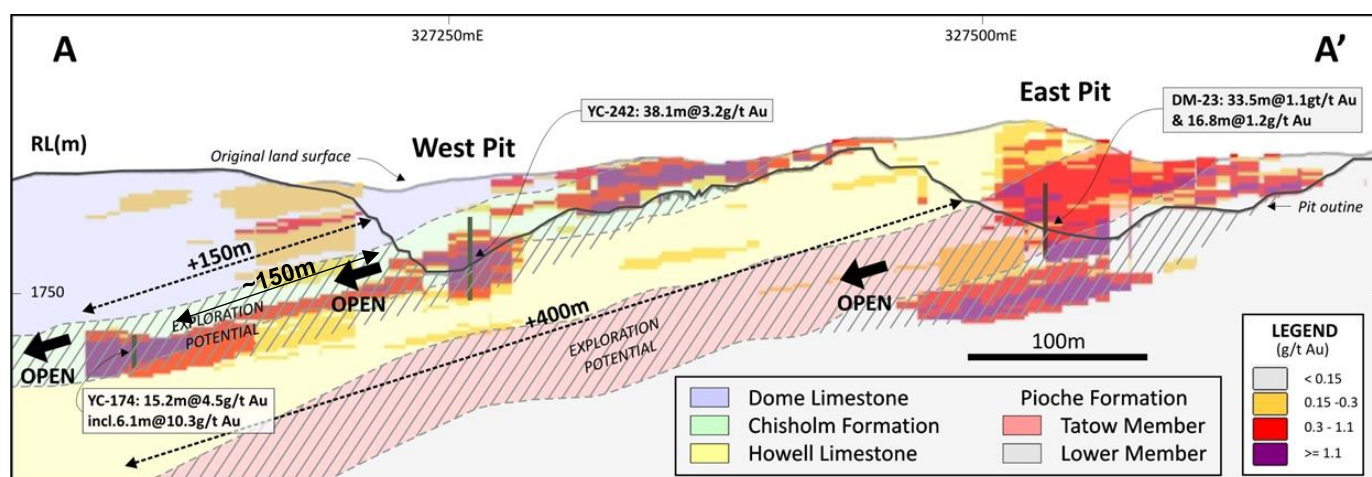 327250mE
327500mE
A
A’
East Pit
YC-242: 38.1m@3.2g/t Au
DM-23: 33.5m@1.1gt/t Au
& 16.8m@1.2g/t Au
RL(m)
Original land surface
West Pit
Pit outine
+150m
~150m
OPEN
OPEN
1750
EXPLORATION
POTENTIAL
+400m
EXPLORATION
POTENTIAL
OPEN
100m
YC-174: 15.2m@4.5g/t Au
incl.6.1m@10.3g/t Au
Dome Limestone
Chisholm Formation
Howell Limestone
Pioche Formation
Tatow Member
Lower Member
LEGEND
(g/t Au)
< 0.15
0.15 -0.3
0.3 - 1.1
>= 1.1